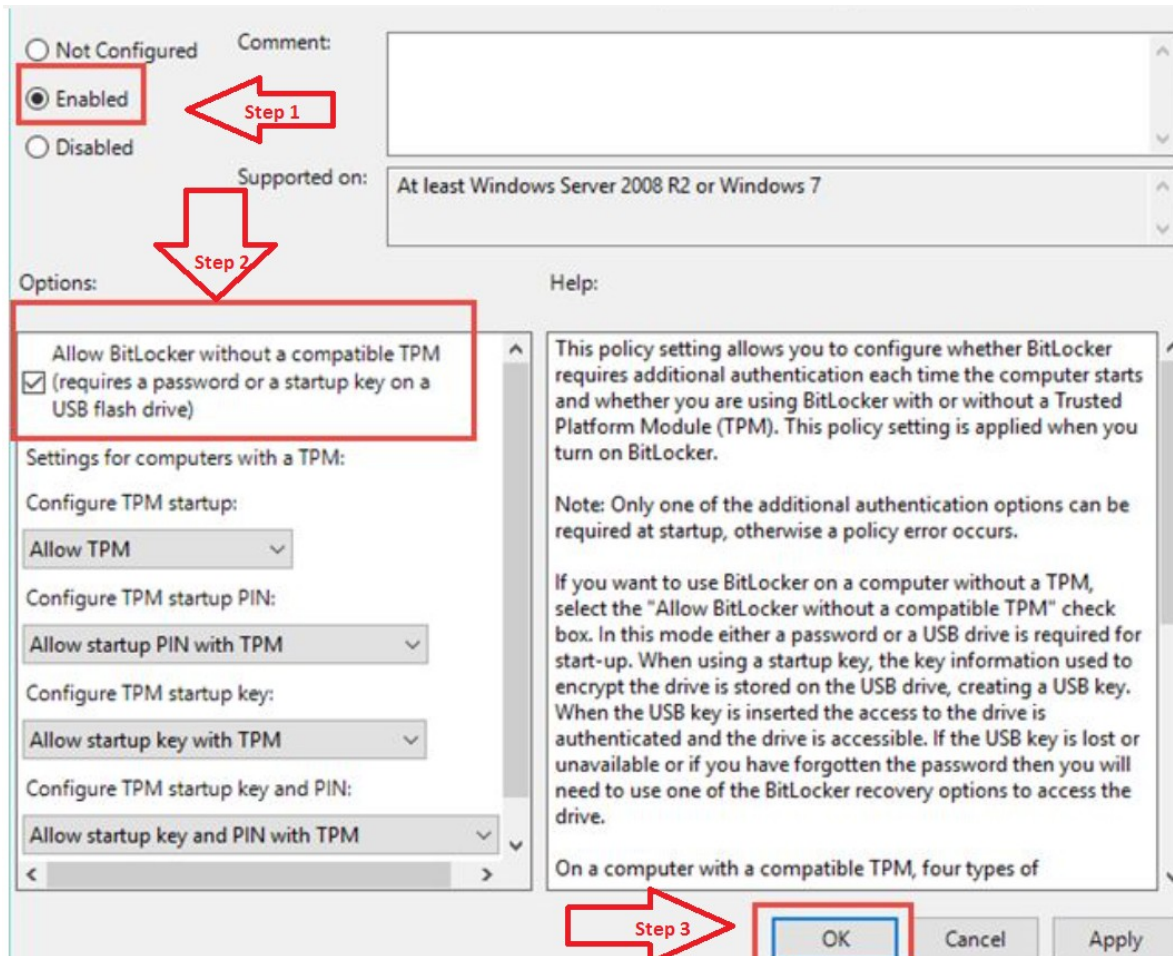 Not Configured
Comment:
Enabled
Step 1
Disabled
Supported on:
At least Windows Server 2008 R2 or Windows 7
Step 2
Options:
Help:
Allow BitLocker without a compatible TPM
(requires a password or a startup key on a
USB flash drive)
Settings for computers with a TPM:
Configure TPM startup:
Allow TPM
Configure TPM startup PIN:
Allow startup PIN with TPM
Configure TPM startup key:
Allow startup key with TPM
Configure TPM startup key and PIN:
Allow startup key and PIN with TPM
This policy setting allows you to configure whether BitLocker
requires additional authentication each time the computer starts
and whether you are using BitLocker with or without a Trusted
Platform Module (TPM). This policy setting is applied when you
turn on BitLocker.
Note: Only one of the additional authentication options can be
required at startup, otherwise a policy error occurs.
If you want to use BitLocker on a computer without a TPM,
select the "Allow BitLocker without a compatible TPM" check
box. In this mode either a password or a USB drive is required for
start-up. When using a startup key, the key information used to
encrypt the drive is stored on the USB drive, creating a USB key.
When the USB key is inserted the access to the drive is
authenticated and the drive is accessible. If the USB key is lost or
unavailable or if you have forgotten the password then you will
need to use one of the BitLocker recovery options to access the
drive.
On a computer with a compatible TPM, four types of
Step 3
OK
Cancel
Apply